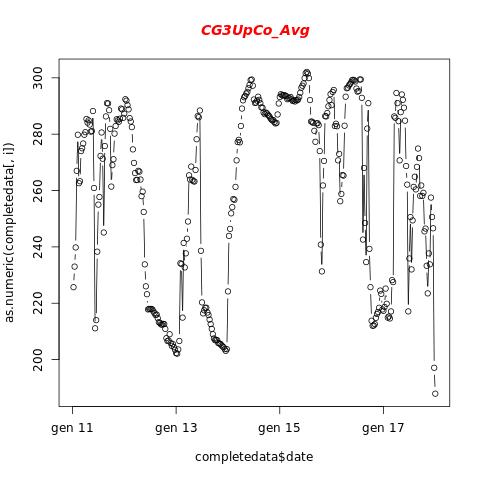 CG3UpCo_Avg
as.numeric(completedata[, i])
300
280
260
240
220
200
gen 11
gen 13
gen 15
gen 17
completedata$date